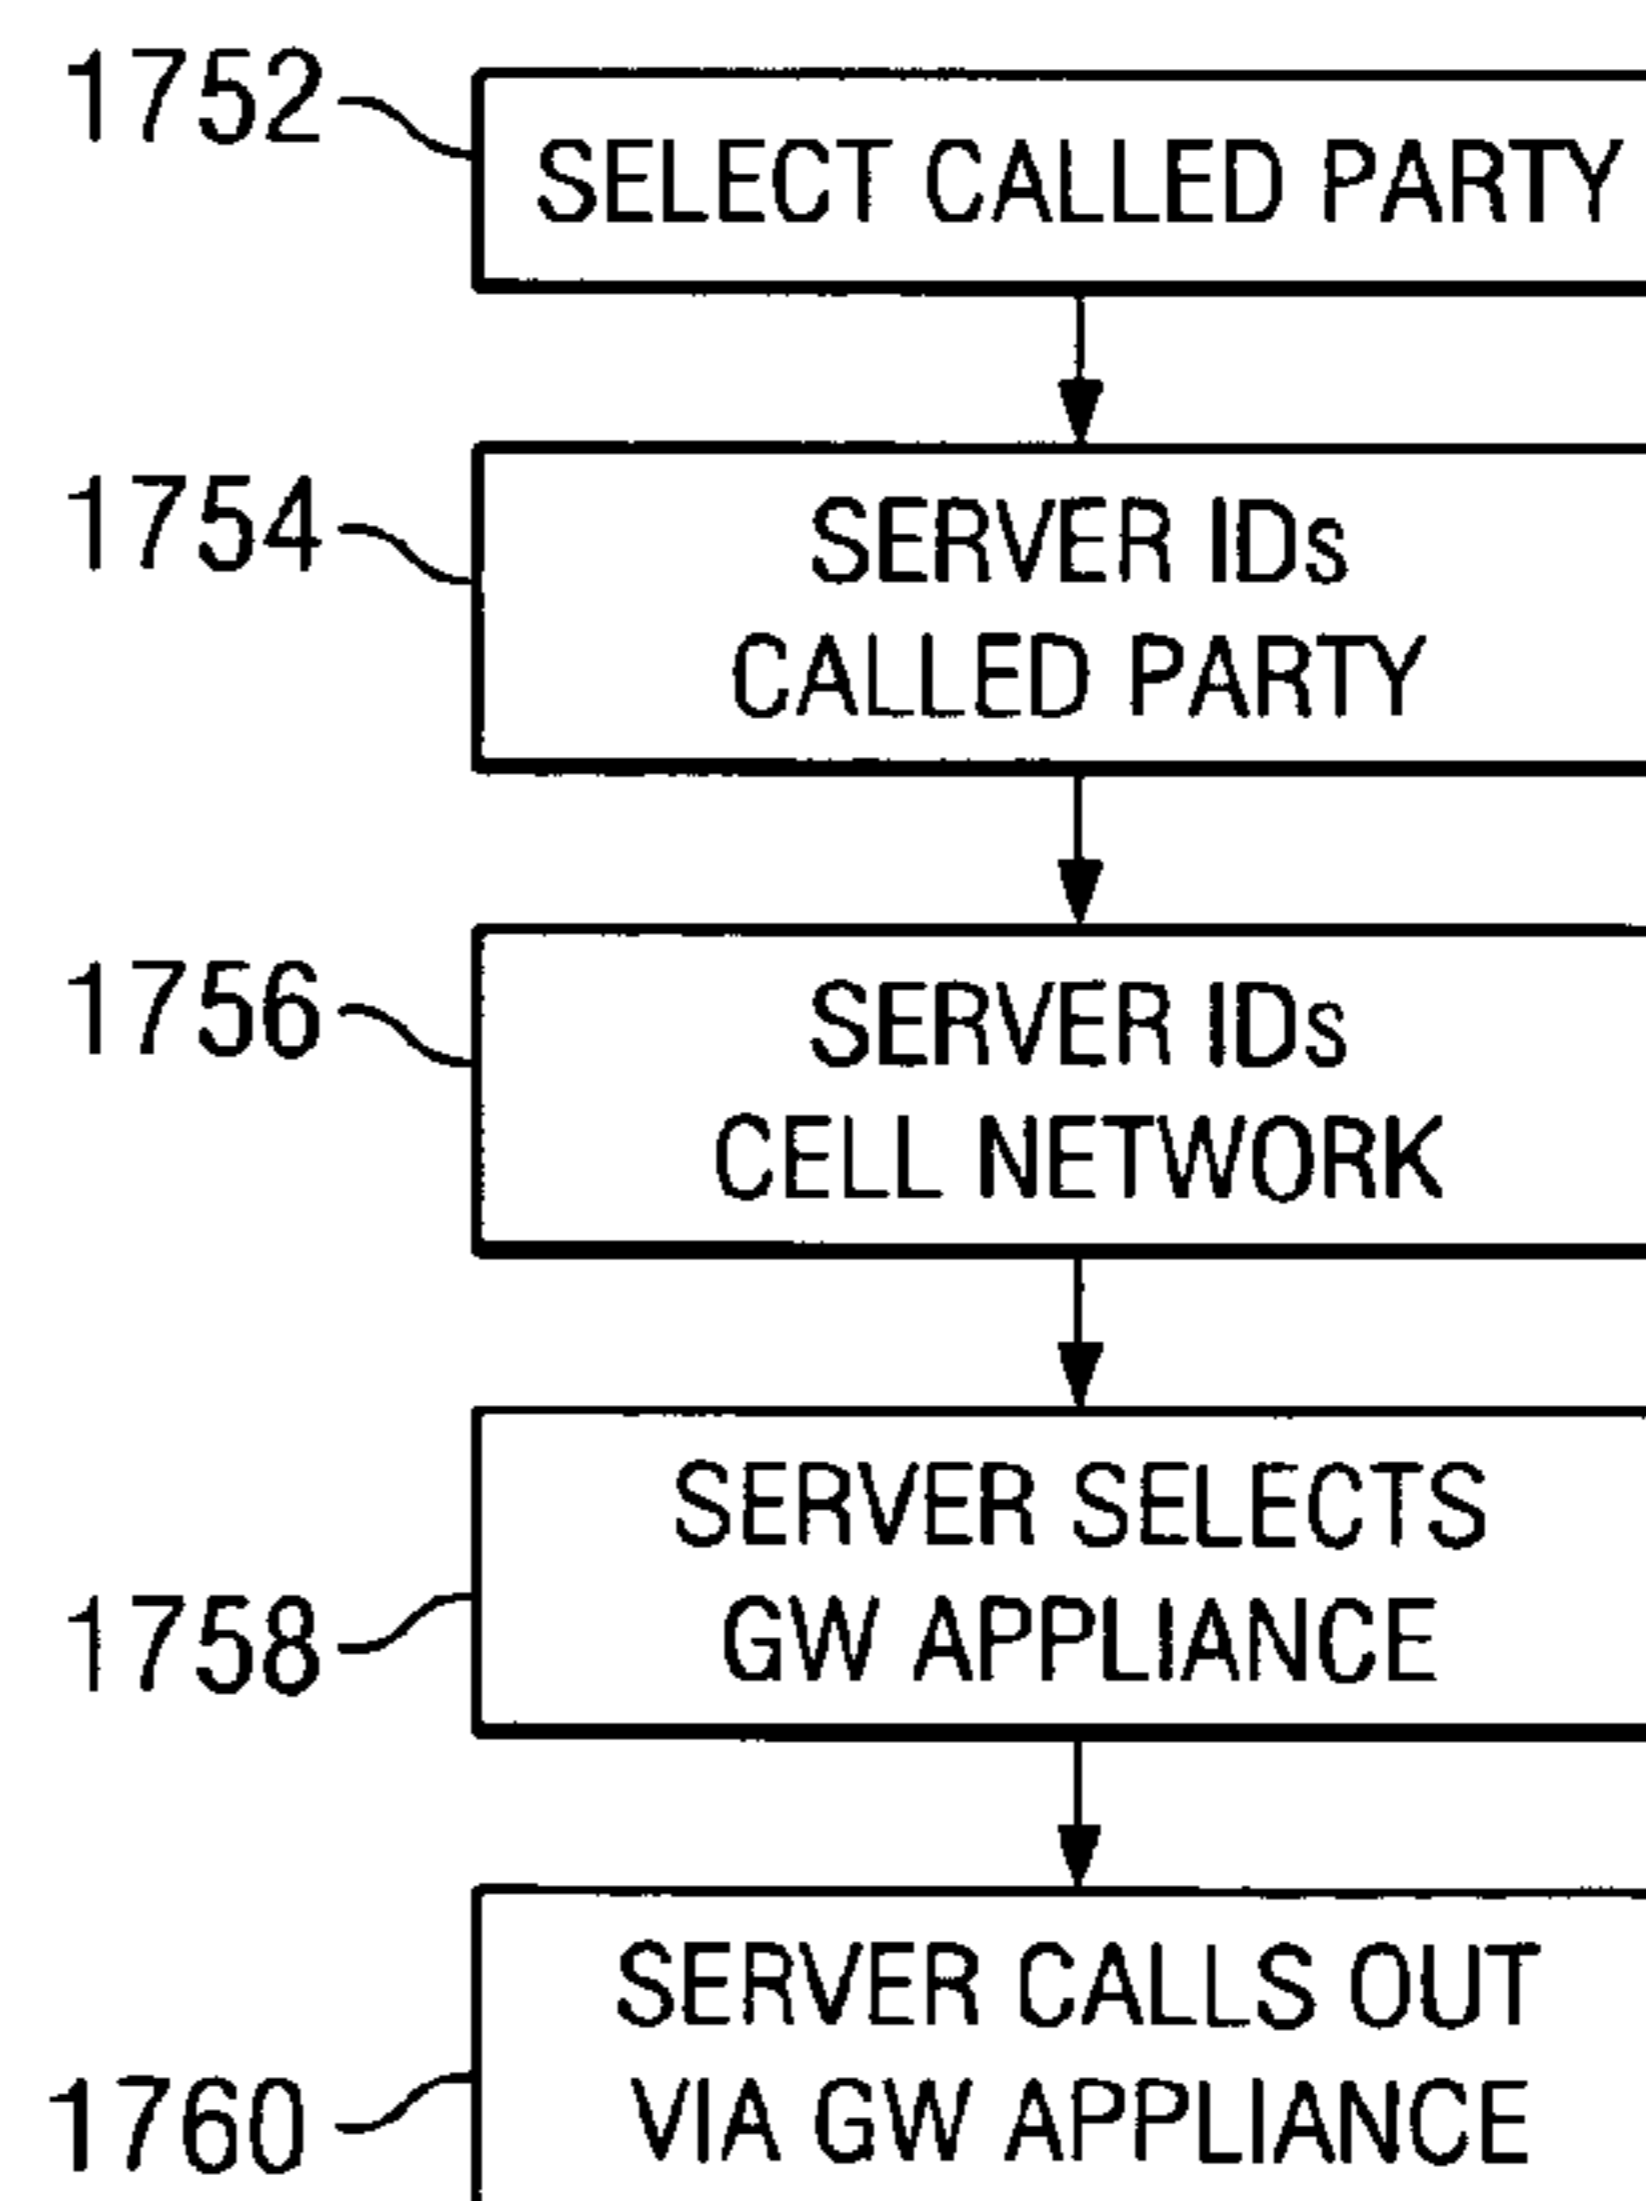 1752
SELECT CALLED PARTY
1754
SERVER IDs
CALLED PARTY
1756
SERVER IDs
CELL NETWORK
SERVER SELECTS
1758
GW APPLIANCE
SERVER CALLS OUT
1760
VIA GW APPLIANCE